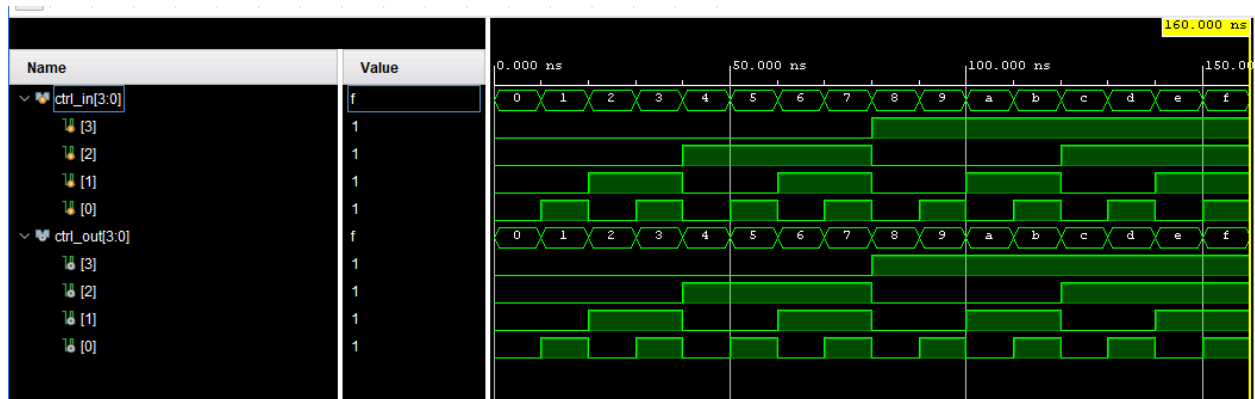 160.000 ns
Name Value 0.000 ns 50.000 ns 100.000 ns 150.00
ctrl_in[3:0] f 0 1 2 3 4 5 6 7 8 9 a b c d e f
[3] 1
[2] 1
[1] 1
[0] 1
ctrl_out[3:0] f 0 1 2 3 4 5 6 7 8 9 a b c d e f
[3] 1
[2] 1
[1] 1
[0] 1